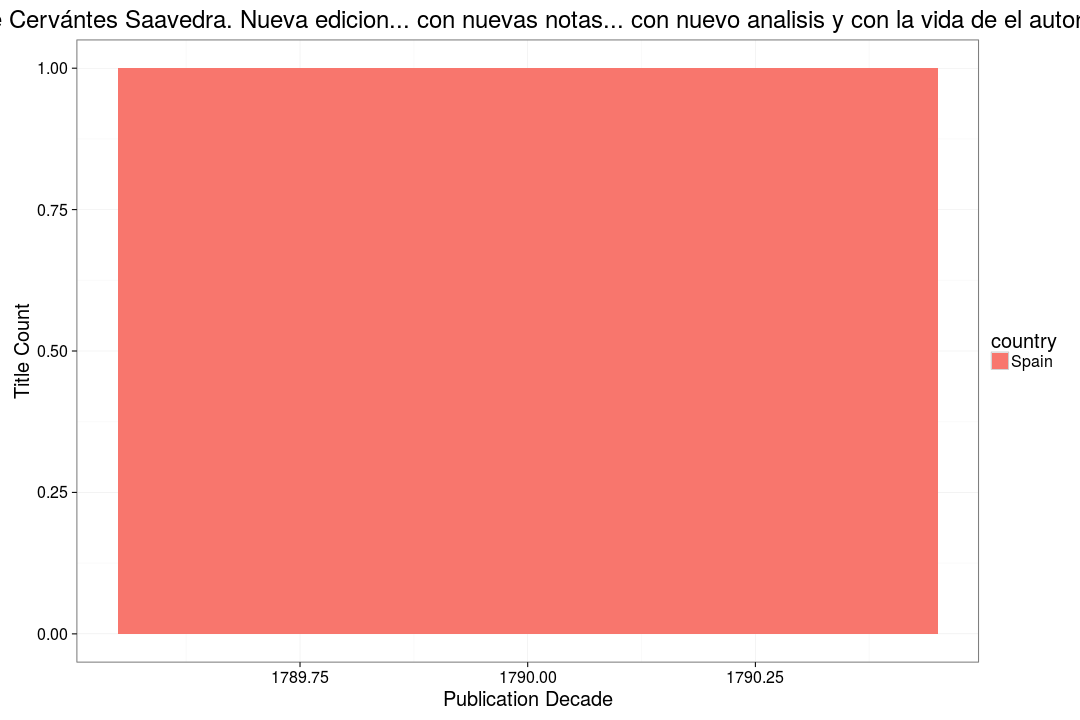 e Cervántes Saavedra. Nueva edicion... con nuevas notas... con nuevo analisis y con la vida de el autor
1.00
0.75
0.50
0.25
0.00
Title Count
1789.75
1790.00
1790.25
Publication Decade
country
Spain